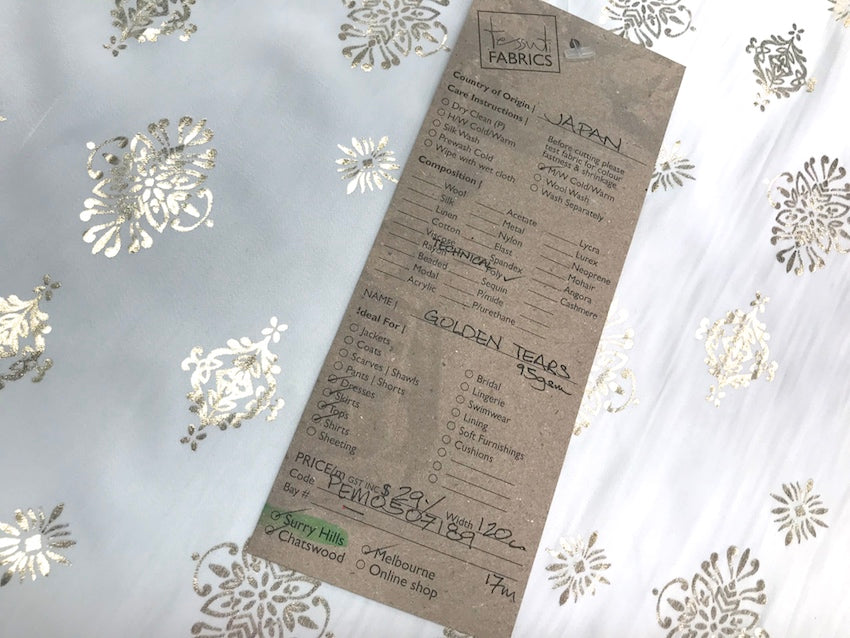 tessuti
FABRICS
Country of Origin | JAPAN
Care Instructions |
Dry Clean (P)
H/W Cold/Warm
Silk Wash
Prewash Cold
Wipe with wet cloth
Before cutting please
test fabric for colour
fastness & shrinkage
M/W Cold/Warm
Wool Wash
Wash Separately
Composition |
Wool
Silk
Linen
Cotton
Viscose
Rayon
Beaded
Modal
Acrylic
Acetate
Metal
Nylon
Elast
Spandex
TECHNICAL Poly ✓
Sequin
P/mide
P/urethane
Lycra
Lurex
Neoprene
Mohair
Angora
Cashmere
NAME | GOLDEN TEARS
95gsm
Ideal For |
Jackets
Coats
Scarves | Shawls
Pants | Shorts
Dresses
Skirts
Tops
Shirts
Sheeting
Bridal
Lingerie
Swimwear
Lining
Soft Furnishings
Cushions
PRICE(m) GST INC $ 29./ Width 120cm
Code PEMO507189
Bay #
Surry Hills
Chatswood
Melbourne
Online shop
17m